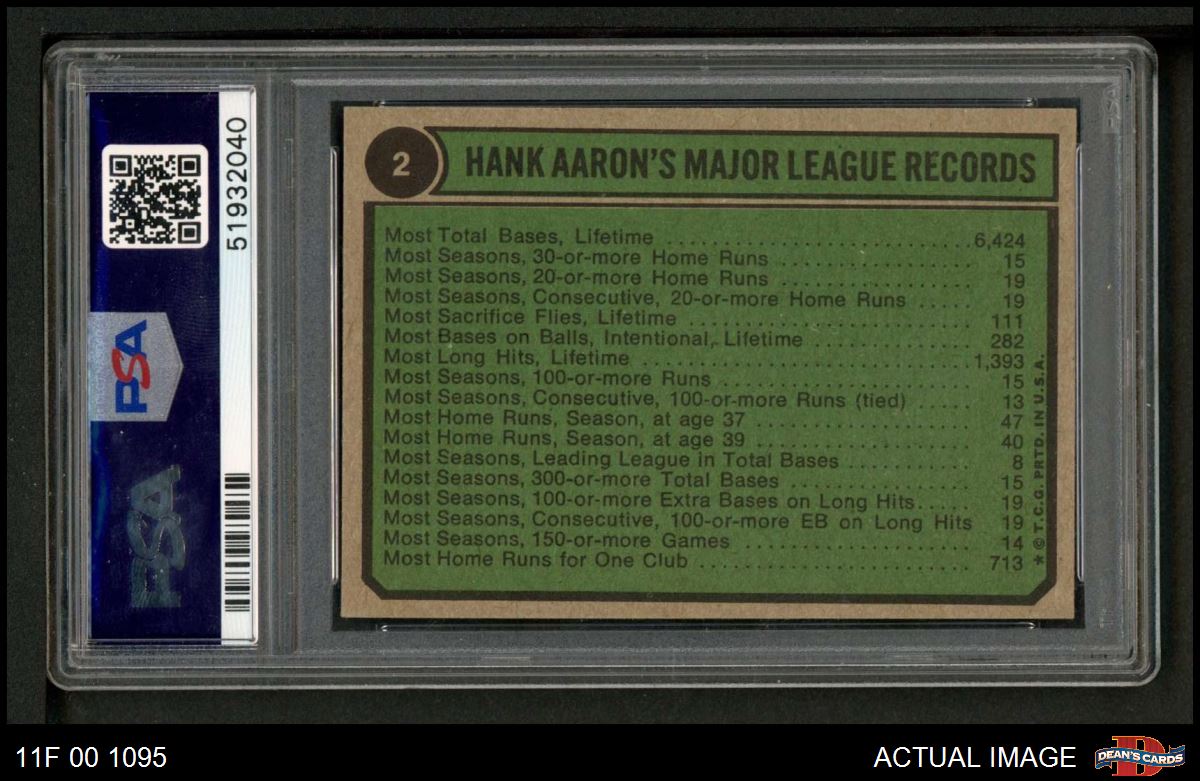 51932040
PSA
PSA
2
HANK AARON'S MAJOR LEAGUE RECORDS
Most Total Bases, Lifetime ............................ 6,424
Most Seasons, 30-or-more Home Runs .................. 15
Most Seasons, 20-or-more Home Runs .................. 19
Most Seasons, Consecutive, 20-or-more Home Runs ..... 19
Most Sacrifice Flies, Lifetime .......................... 111
Most Bases on Balls, Intentional, Lifetime ............... 282
Most Long Hits, Lifetime .............................. 1,393
Most Seasons, 100-or-more Runs ....................... 15
Most Seasons, Consecutive, 100-or-more Runs (tied) ..... 13
Most Home Runs, Season, at age 37 .................... 47
Most Home Runs, Season, at age 39 .................... 40
Most Seasons, Leading League in Total Bases ............ 8
Most Seasons, 300-or-more Total Bases ................. 15
Most Seasons, 100-or-more Extra Bases on Long Hits...... 19
Most Seasons, Consecutive, 100-or-more EB on Long Hits 19
Most Seasons, 150-or-more Games ..................... 14
Most Home Runs for One Club ......................... 713
* © T.C.G. PRTD. IN U.S.A.
11F 00 1095
ACTUAL IMAGE
D
DEAN'S CARDS